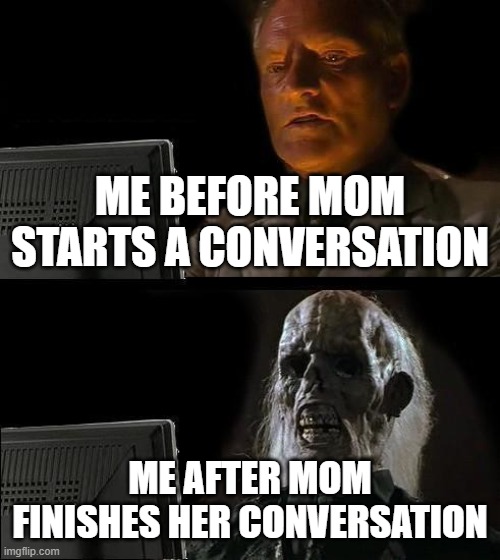 ME BEFORE MOM
STARTS A CONVERSATION
ME AFTER MOM
FINISHES HER CONVERSATION
imgflip.com